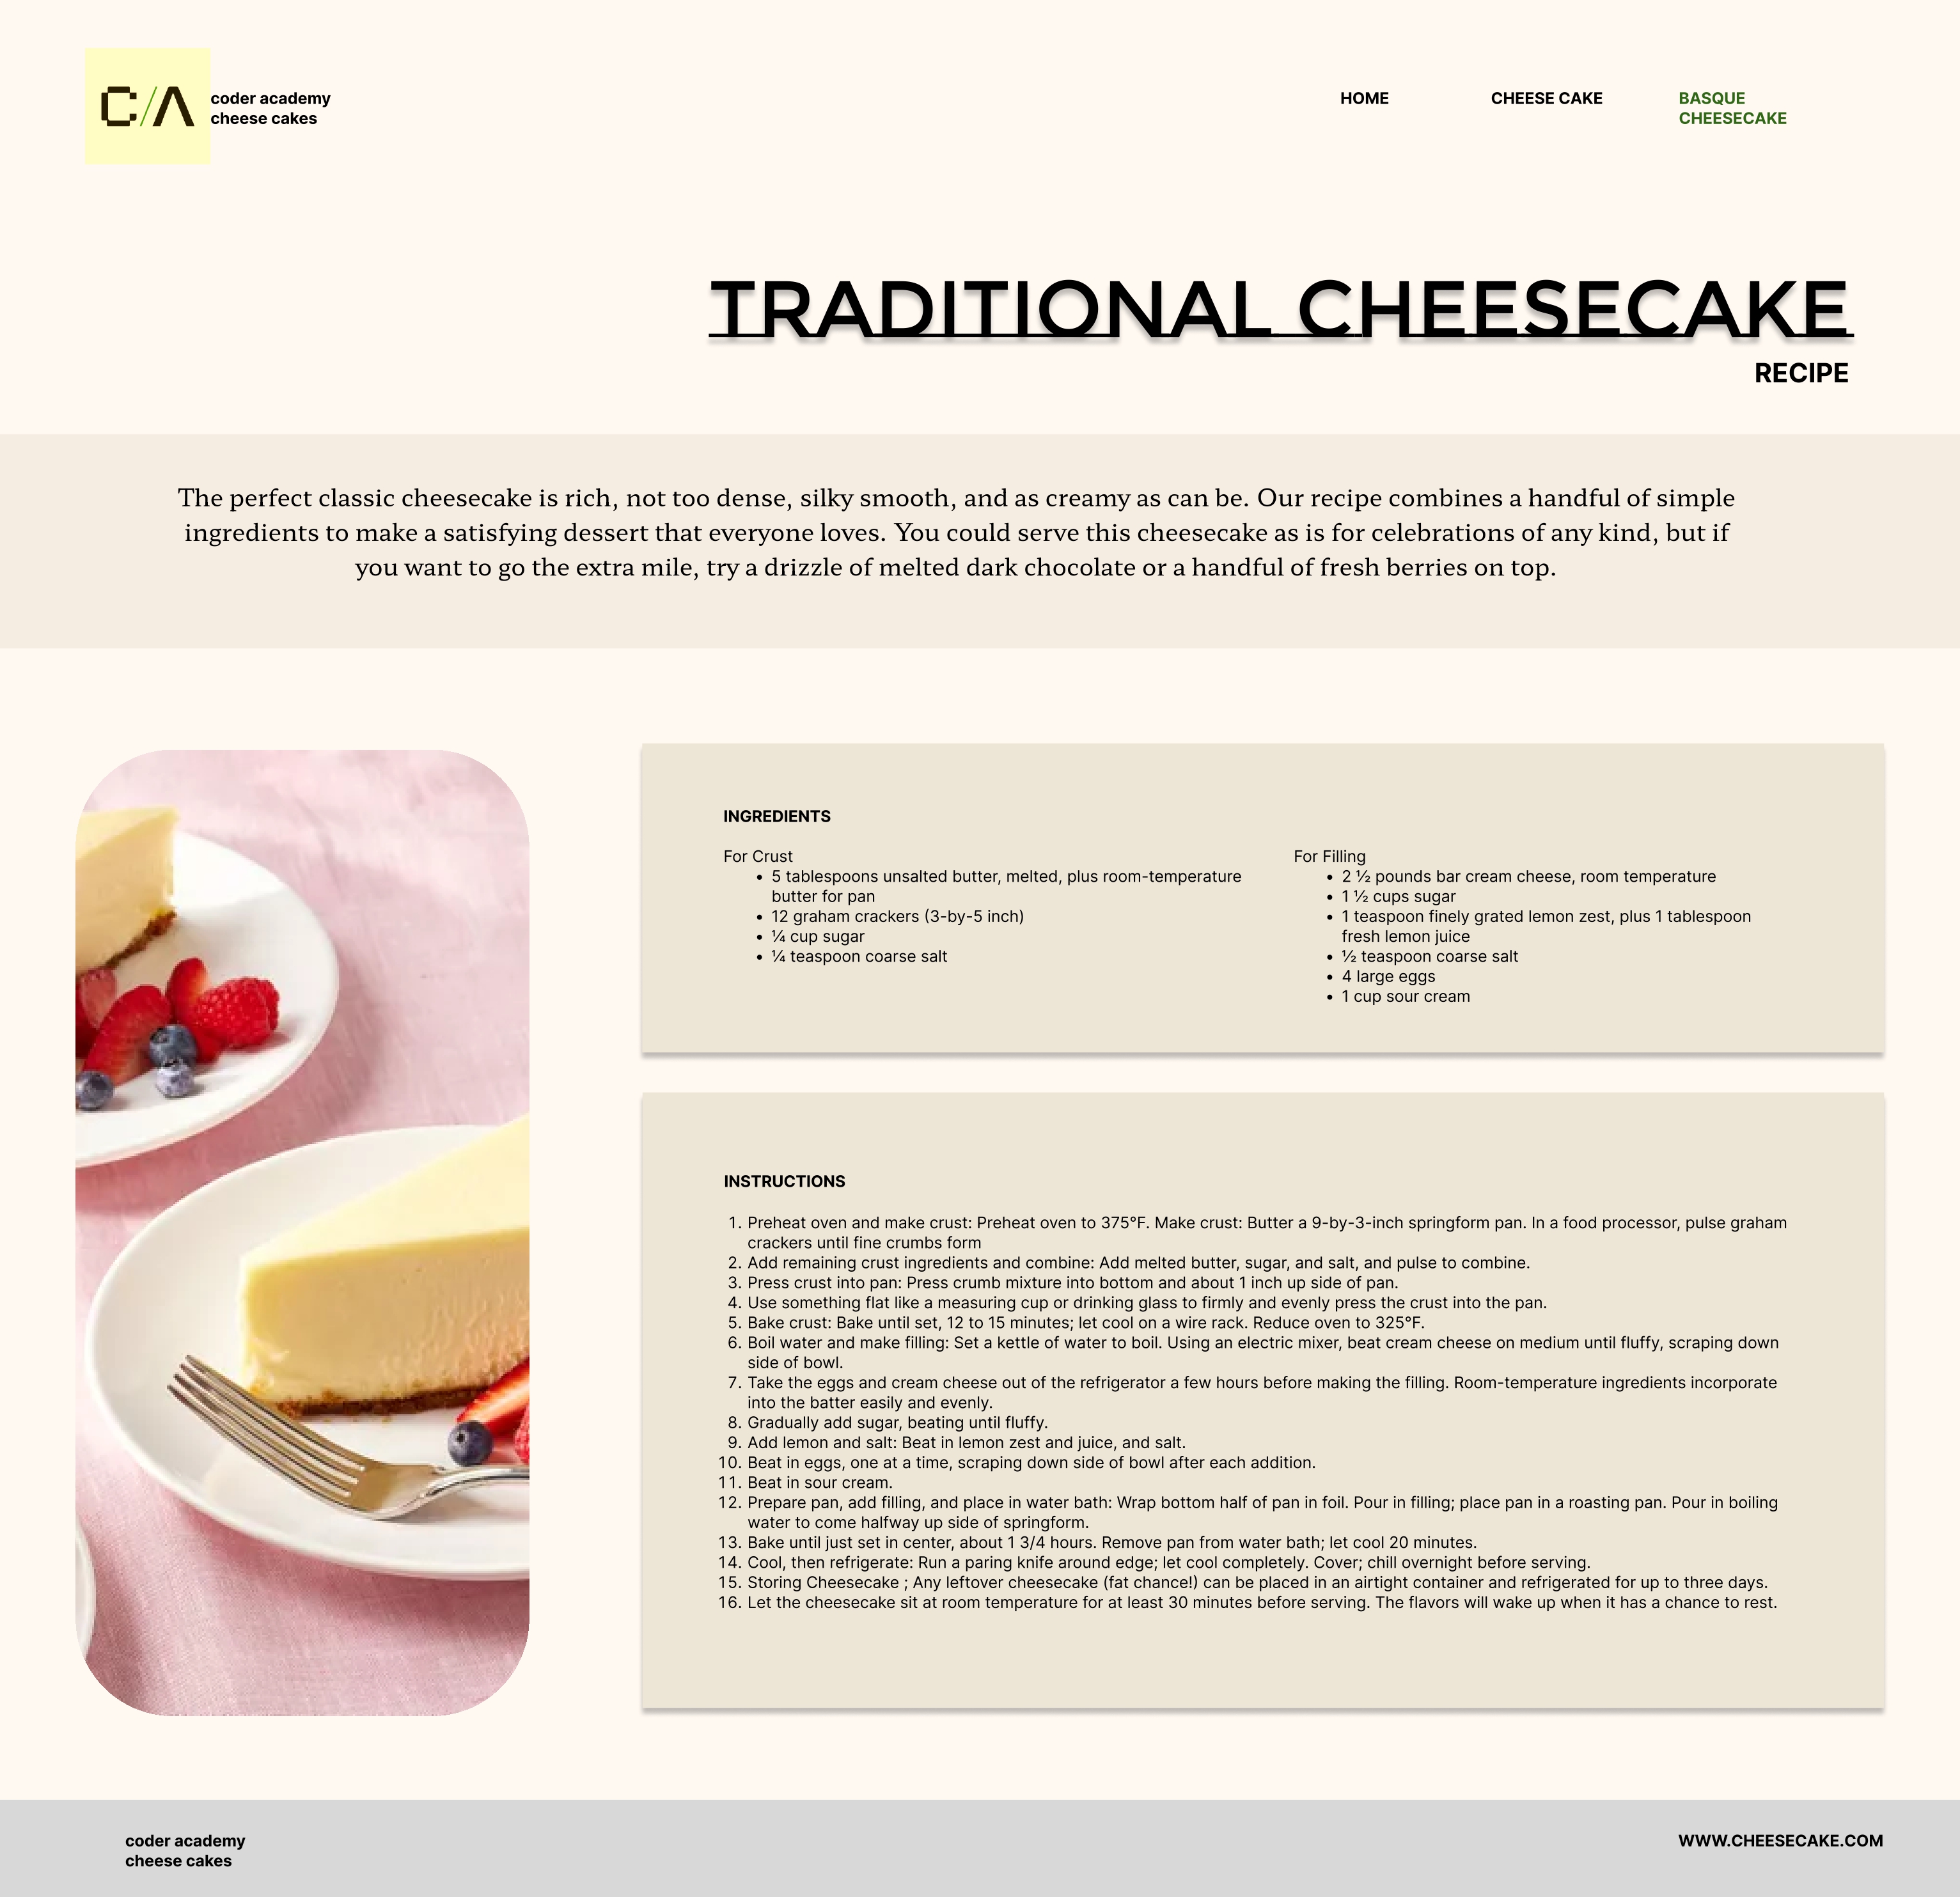 C/A
coder academy
cheese cakes
HOME
CHEESE CAKE
BASQUE
CHEESECAKE
TRADITIONAL CHEESECAKE
RECIPE
The perfect classic cheesecake is rich, not too dense, silky smooth, and as creamy as can be. Our recipe combines a handful of simple
ingredients to make a satisfying dessert that everyone loves. You could serve this cheesecake as is for celebrations of any kind, but if
you want to go the extra mile, try a drizzle of melted dark chocolate or a handful of fresh berries on top.
INGREDIENTS
For Crust
• 5 tablespoons unsalted butter, melted, plus room-temperature
butter for pan
• 12 graham crackers (3-by-5 inch)
• ¼ cup sugar
• ¼ teaspoon coarse salt
For Filling
• 2 ½ pounds bar cream cheese, room temperature
• 1 ½ cups sugar
• 1 teaspoon finely grated lemon zest, plus 1 tablespoon
fresh lemon juice
• ½ teaspoon coarse salt
• 4 large eggs
• 1 cup sour cream
INSTRUCTIONS
1. Preheat oven and make crust: Preheat oven to 375°F. Make crust: Butter a 9-by-3-inch springform pan. In a food processor, pulse graham
crackers until fine crumbs form
2. Add remaining crust ingredients and combine: Add melted butter, sugar, and salt, and pulse to combine.
3. Press crust into pan: Press crumb mixture into bottom and about 1 inch up side of pan.
4. Use something flat like a measuring cup or drinking glass to firmly and evenly press the crust into the pan.
5. Bake crust: Bake until set, 12 to 15 minutes; let cool on a wire rack. Reduce oven to 325°F.
6. Boil water and make filling: Set a kettle of water to boil. Using an electric mixer, beat cream cheese on medium until fluffy, scraping down
side of bowl.
7. Take the eggs and cream cheese out of the refrigerator a few hours before making the filling. Room-temperature ingredients incorporate
into the batter easily and evenly.
8. Gradually add sugar, beating until fluffy.
9. Add lemon and salt: Beat in lemon zest and juice, and salt.
10. Beat in eggs, one at a time, scraping down side of bowl after each addition.
11. Beat in sour cream.
12. Prepare pan, add filling, and place in water bath: Wrap bottom half of pan in foil. Pour in filling; place pan in a roasting pan. Pour in boiling
water to come halfway up side of springform.
13. Bake until just set in center, about 1 3/4 hours. Remove pan from water bath; let cool 20 minutes.
14. Cool, then refrigerate: Run a paring knife around edge; let cool completely. Cover; chill overnight before serving.
15. Storing Cheesecake ; Any leftover cheesecake (fat chance!) can be placed in an airtight container and refrigerated for up to three days.
16. Let the cheesecake sit at room temperature for at least 30 minutes before serving. The flavors will wake up when it has a chance to rest.
coder academy
cheese cakes
WWW.CHEESECAKE.COM